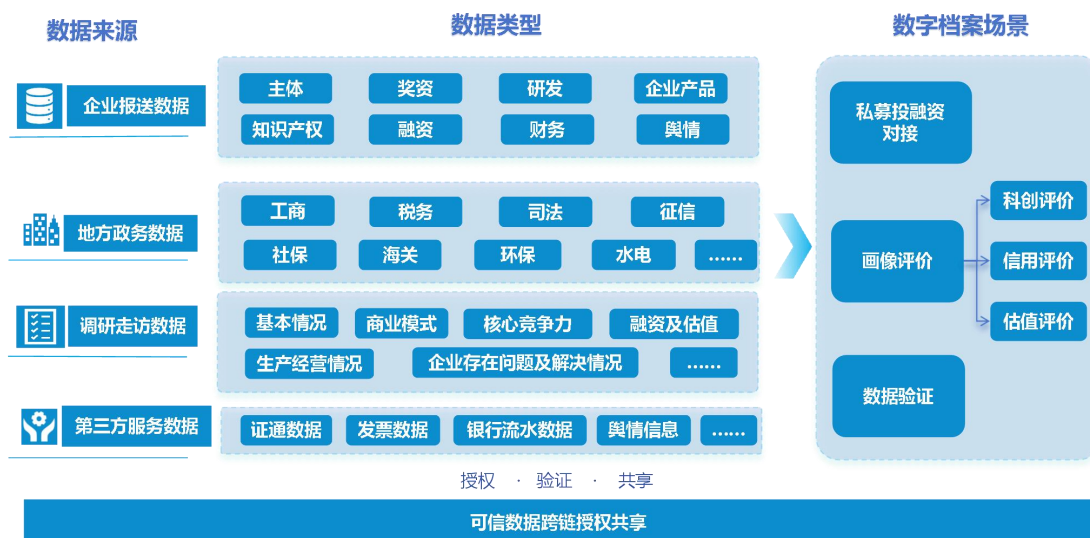 数据来源
数据类型
数字档案场景
企业报送数据
主体
奖资
研发
企业产品
知识产权
融资
财务
舆情
地方政务数据
工商
税务
司法
征信
社保
海关
环保
水电
……
调研走访数据
基本情况
商业模式
核心竞争力
融资及估值
生产经营情况
企业存在问题及解决情况
……
第三方服务数据
证通数据
发票数据
银行流水数据
舆情信息
……
私募投融资
对接
画像评价
科创评价
信用评价
估值评价
数据验证
授权 · 验证 · 共享
可信数据跨链授权共享